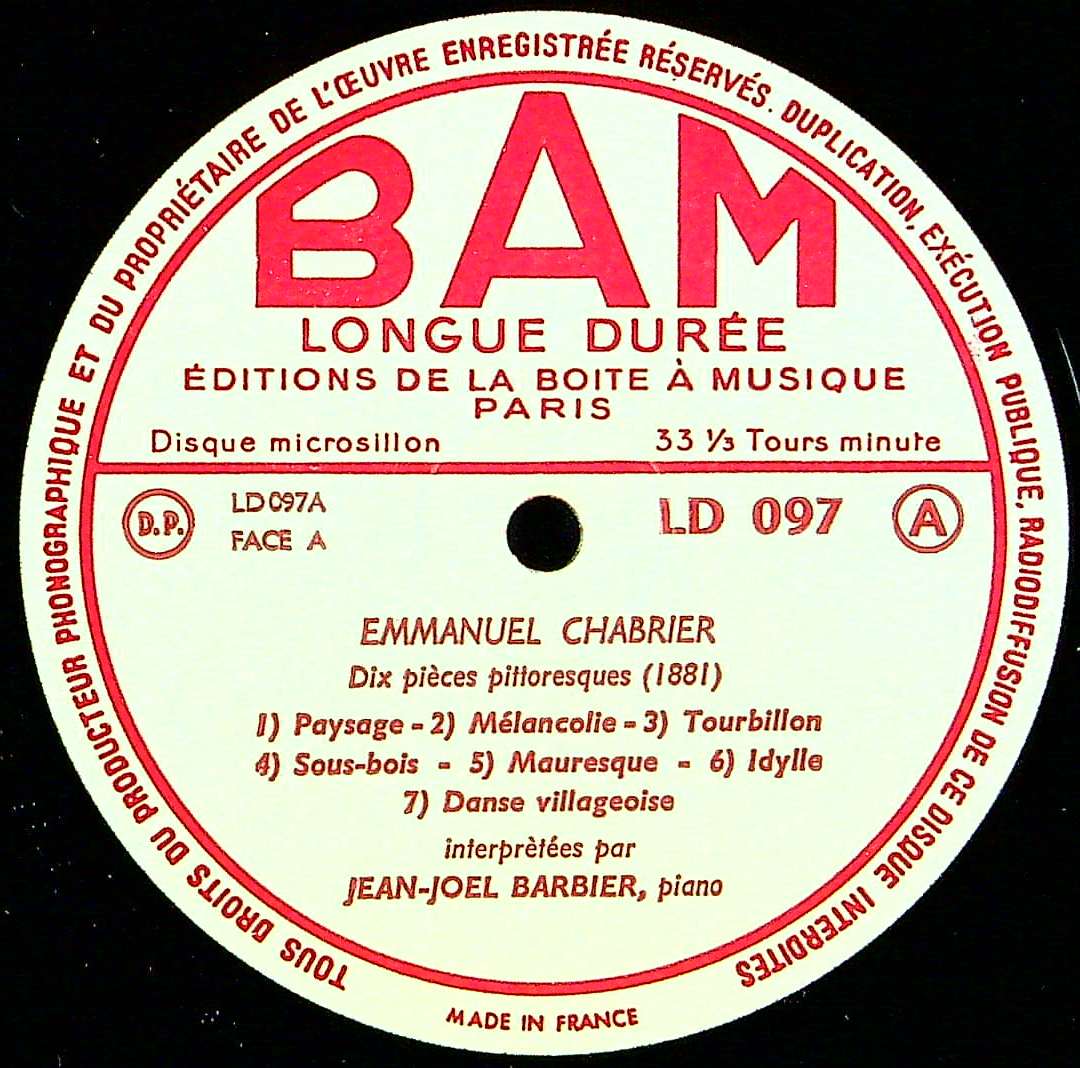 TOUS DROITS DU PRODUCTEUR PHONOGRAPHIQUE ET DU PROPRIÉTAIRE DE L'ŒUVRE ENREGISTRÉE RÉSERVÉS. DUPLICATION, EXÉCUTION PUBLIQUE, RADIODIFFUSION DE CE DISQUE INTERDITES
BAM
LONGUE DURÉE
ÉDITIONS DE LA BOITE À MUSIQUE
PARIS
Disque microsillon 33 ⅓ Tours minute
D.P. LD 097A LD 097 A
FACE A
EMMANUEL CHABRIER
Dix pièces pittoresques (1881)
1) Paysage - 2) Mélancolie - 3) Tourbillon
4) Sous-bois - 5) Mauresque - 6) Idylle
7) Danse villageoise
interprètées par
JEAN-JOEL BARBIER, piano
MADE IN FRANCE